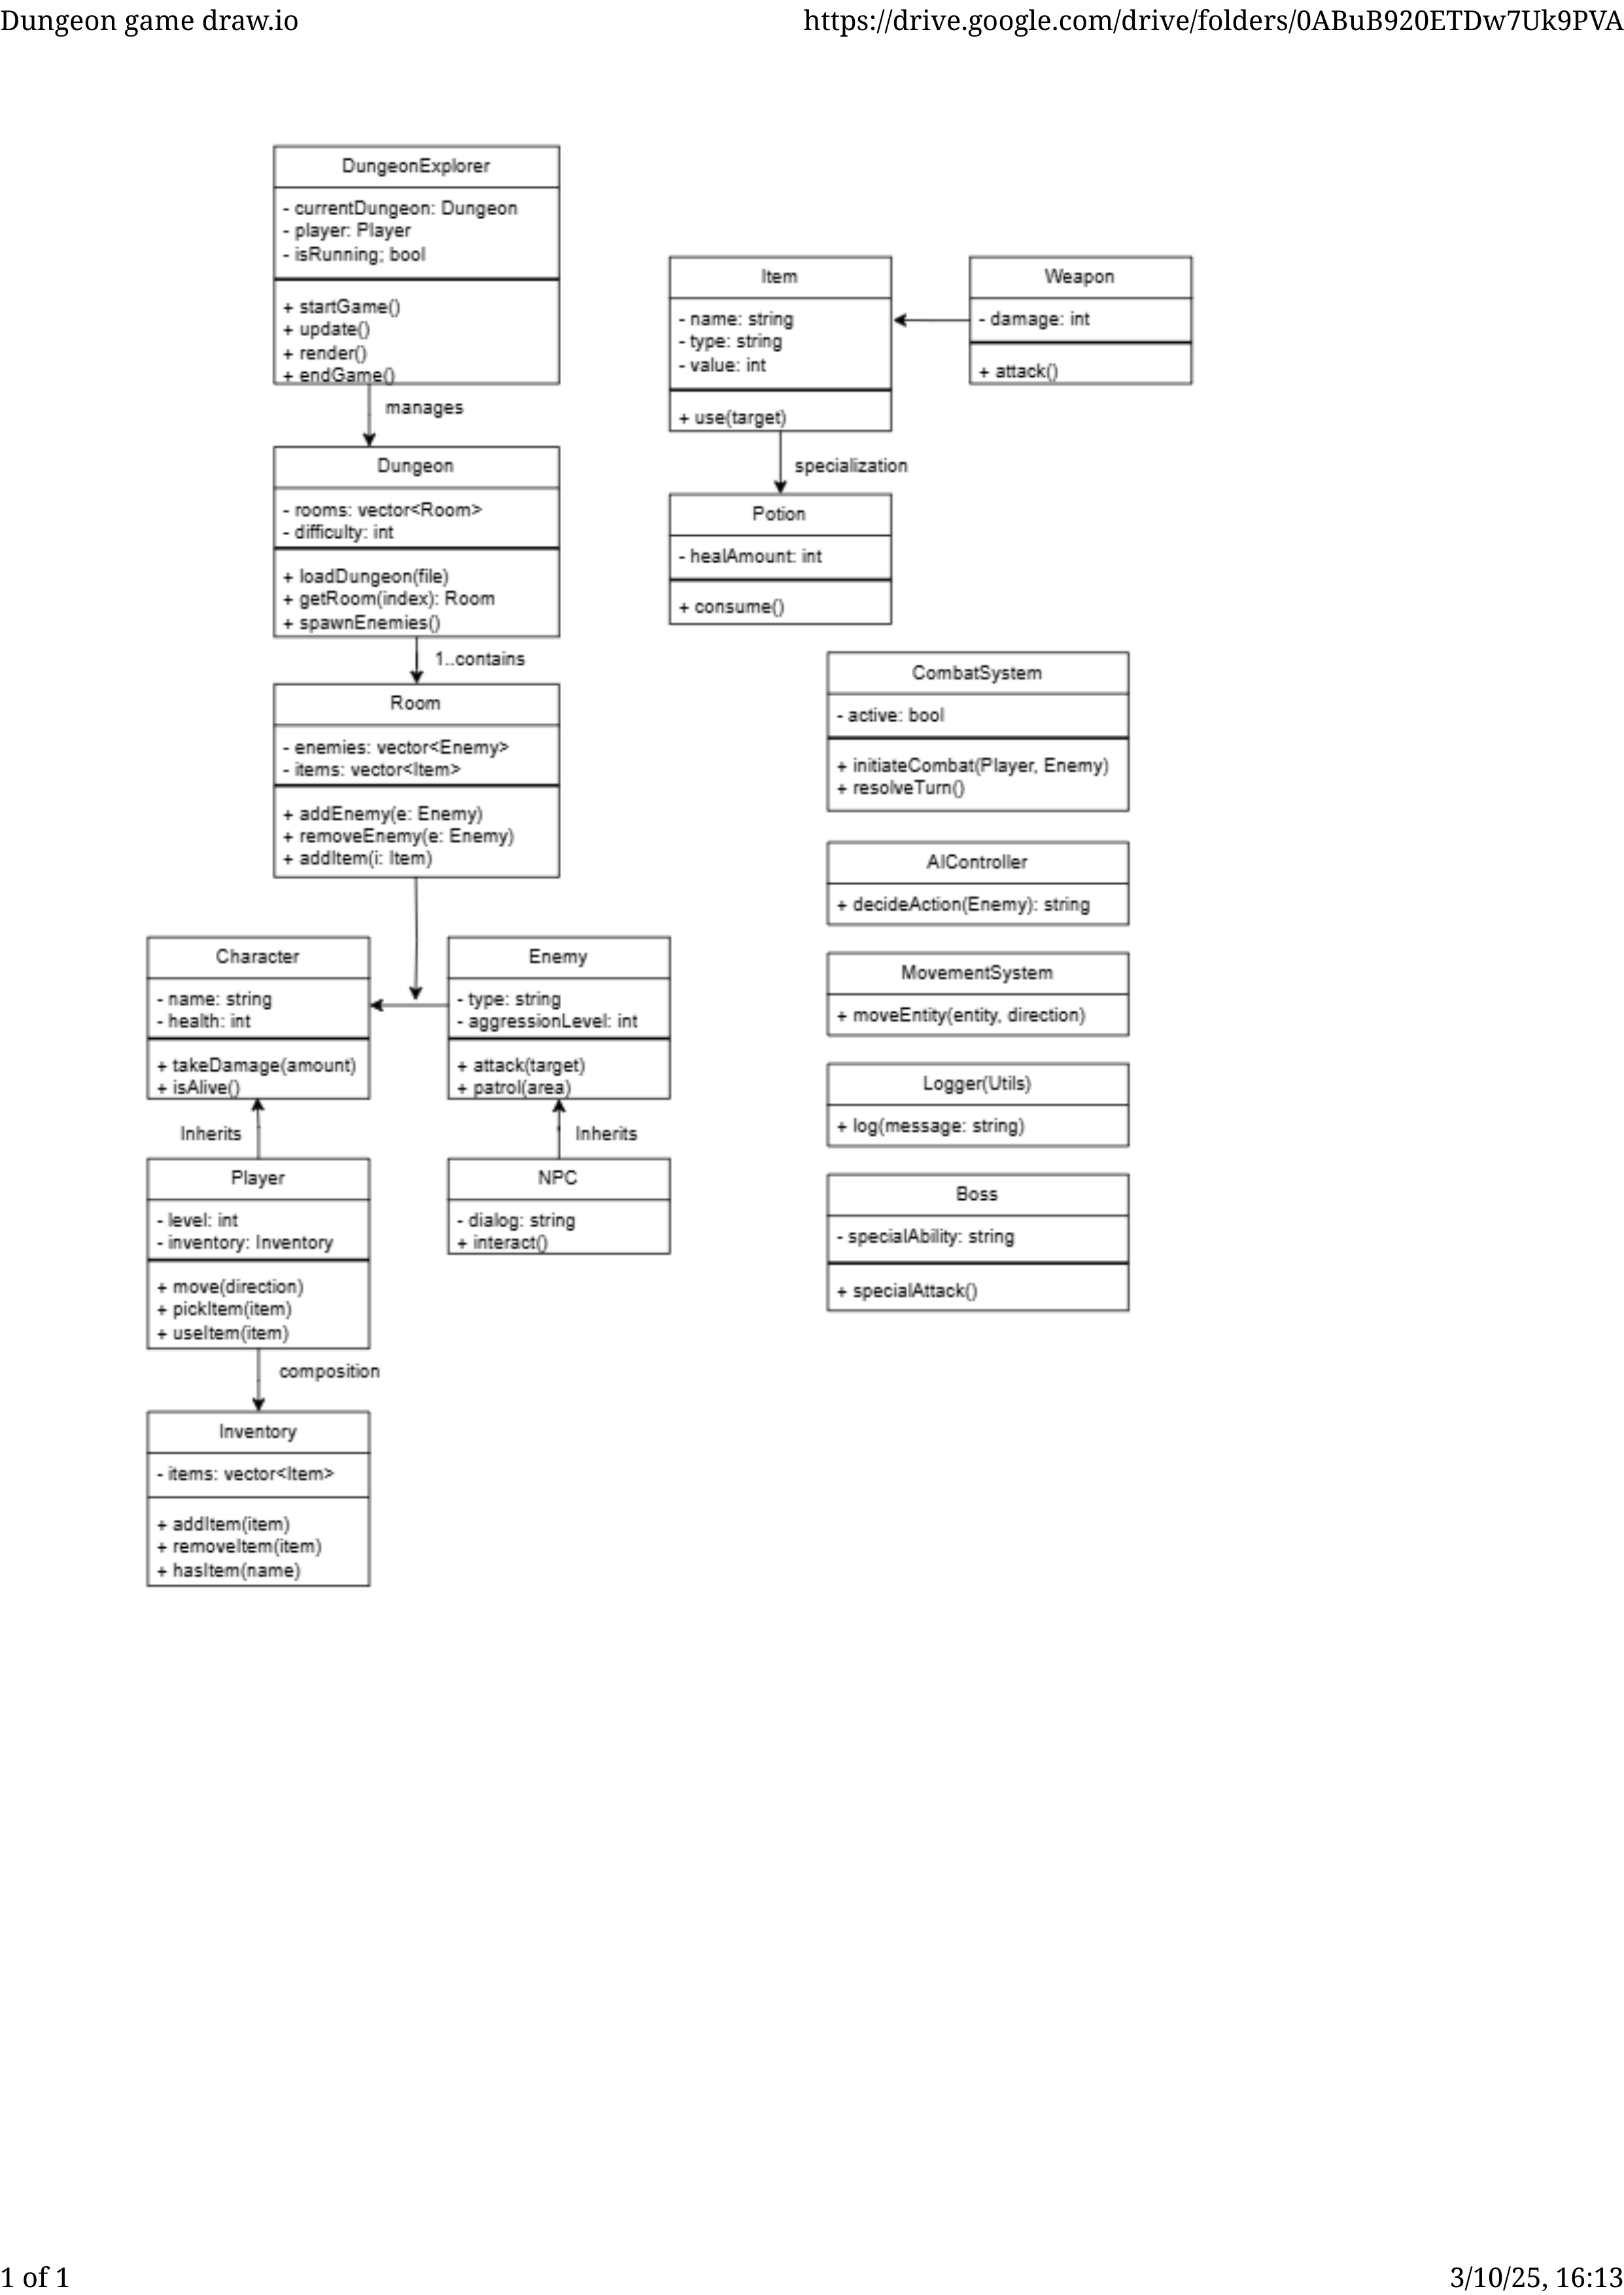 Dungeon game draw.io
https://drive.google.com/drive/folders/0ABuB920ETDw7Uk9PVA
DungeonExplorer
- currentDungeon: Dungeon
- player: Player
- isRunning; bool
+ startGame()
+ update()
+ render()
+ endGame()
manages
Dungeon
- rooms: vector<Room>
- difficulty: int
+ loadDungeon(file)
+ getRoom(index): Room
+ spawnEnemies()
1..contains
Room
- enemies: vector<Enemy>
- items: vector<Item>
+ addEnemy(e: Enemy)
+ removeEnemy(e: Enemy)
+ addItem(i: Item)
Character
- name: string
- health: int
+ takeDamage(amount)
+ isAlive()
Enemy
- type: string
- aggressionLevel: int
+ attack(target)
+ patrol(area)
Inherits
Inherits
Player
- level: int
- inventory: Inventory
+ move(direction)
+ pickItem(item)
+ useItem(item)
NPC
- dialog: string
+ interact()
composition
Inventory
- items: vector<Item>
+ addItem(item)
+ removeItem(item)
+ hasItem(name)
Item
- name: string
- type: string
- value: int
+ use(target)
Weapon
- damage: int
+ attack()
specialization
Potion
- healAmount: int
+ consume()
CombatSystem
- active: bool
+ initiateCombat(Player, Enemy)
+ resolveTurn()
AIController
+ decideAction(Enemy): string
MovementSystem
+ moveEntity(entity, direction)
Logger(Utils)
+ log(message: string)
Boss
- specialAbility: string
+ specialAttack()
1 of 1
3/10/25, 16:13